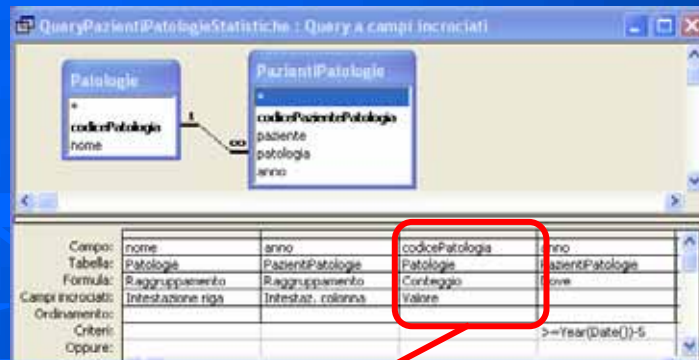 QueryPazientiPatologieStatistiche : Query a campi incrociati
Patologie
*
codicePatologia
nome
1
∞
PazientiPatologie
*
codicePazientePatologia
paziente
patologia
anno
Campo: nome anno codicePatologia anno
Tabella: Patologie PazientiPatologie Patologie PazientiPatologie
Formula: Raggruppamento Raggruppamento Conteggio Dove
Campi incrociati: Intestazione riga Intestaz. colonna Valore
Ordinamento:
Criteri: >=Year(Date())-5
Oppure: